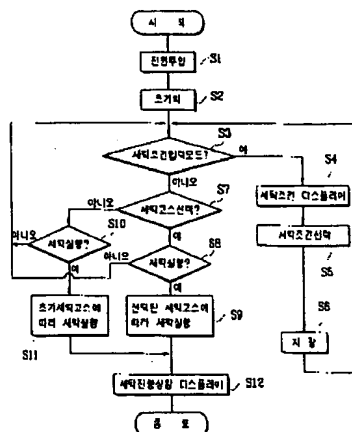 시작
전원투입
S1
초기화
S2
세탁조건입력모드?
S3
예
아니오
S4
세탁조건 디스플레이
세탁조건선택
S5
저장
S6
세탁코스선택?
S7
아니오
예
세탁실행?
S10
아니오
예
세탁실행?
S8
아니오
예
초기세탁코스에
따라 세탁실행
S11
선택된 세탁코스에
따라 세탁실행
S9
세탁진행상황 디스플레이
S12
종료